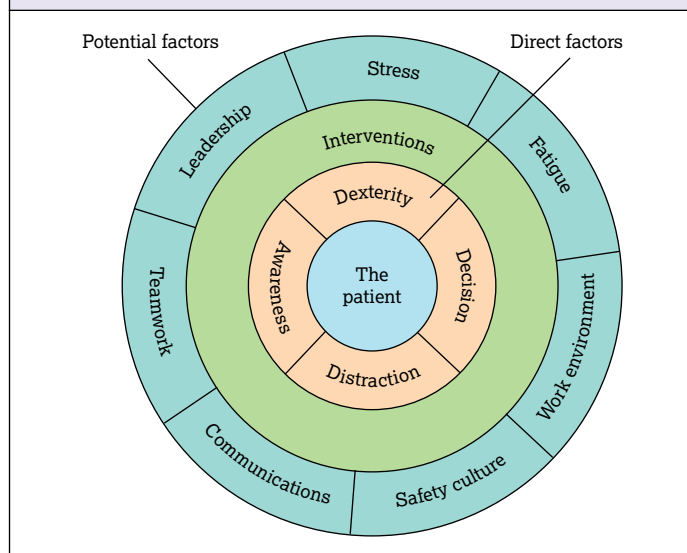 Potential factors
Direct factors
Stress
Leadership
Fatigue
Interventions
Dexterity
Awareness
The
patient
Decision
Teamwork
Work environment
Distraction
Communications
Safety culture